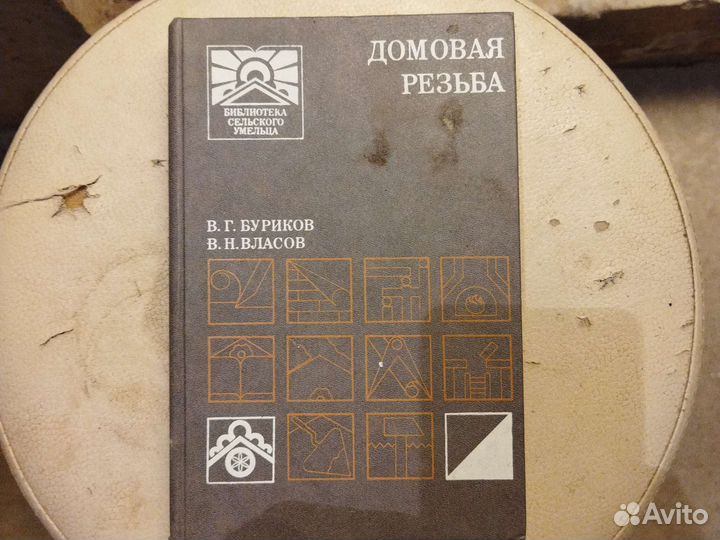 ДОМОВАЯ
РЕЗЬБА
БИБЛИОТЕКА
СЕЛЬСКОГО
УМЕЛЬЦА
В. Г. БУРИКОВ
В. Н. ВЛАСОВ
Avito